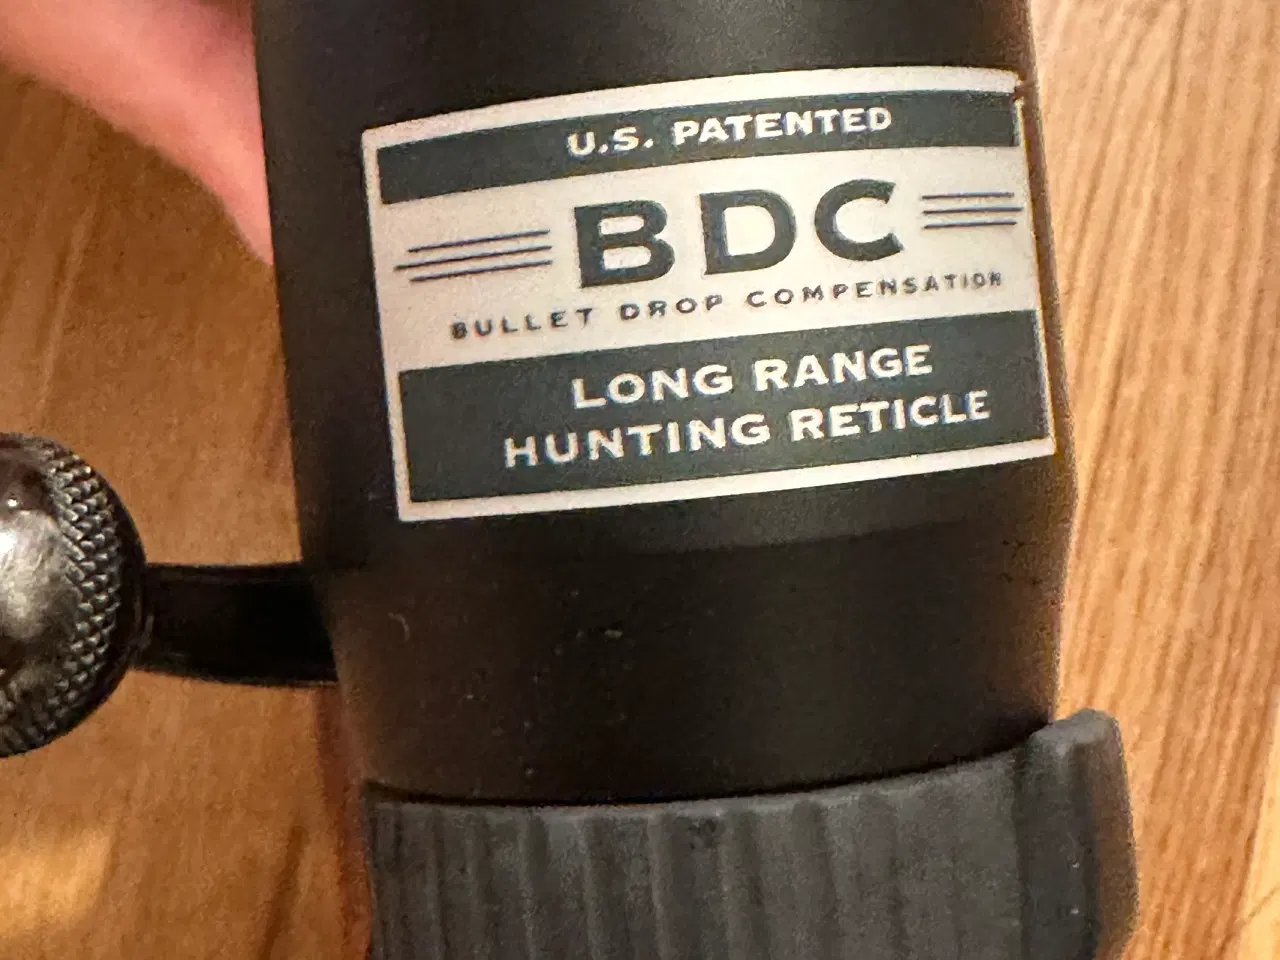 U.S. PATENTED
BDC
BULLET DROP COMPENSATION
LONG RANGE
HUNTING RETICLE